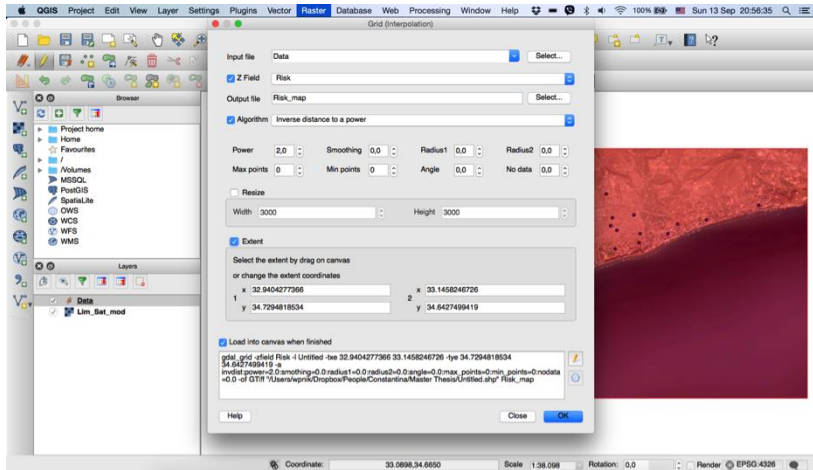 QGIS Project Edit View Layer Settings Plugins Vector Raster Database Web Processing Window Help 100% Sun 13 Sep 20:56:35
Grid (Interpolation)
Input file Data Select...
Z Field Risk
Output file Risk_map Select...
Algorithm Inverse distance to a power
Power 2,0 Smoothing 0,0 Radius1 0,0 Radius2 0,0
Max points 0 Min points 0 Angle 0,0 No data 0,0
Resize
Width 3000 Height 3000
Extent
Select the extent by drag on canvas
or change the extent coordinates
x 32.9404277366 x 33.1458246726
1 2
y 34.7294818534 y 34.6427499419
Load into canvas when finished
gdal_grid -zfield Risk -l Untitled -txe 32.9404277366 33.1458246726 -tye 34.7294818534
34.6427499419 -a
invdist:power=2.0:smothing=0.0:radius1=0.0:radius2=0.0:angle=0.0:max_points=0:min_points=0:nodata
=0.0 -of GTiff "/Users/wpnik/Dropbox/People/Constantina/Master Thesis/Untitled.shp" Risk_map
Help Close OK
Browser
Project home
Home
Favourites
/
/Volumes
MSSQL
PostGIS
SpatiaLite
OWS
WCS
WFS
WMS
Layers
Data
Lim_Sat_mod
Coordinate: 33.0898,34.6650 Scale 1:38.098 Rotation: 0,0 Render EPSG:4326